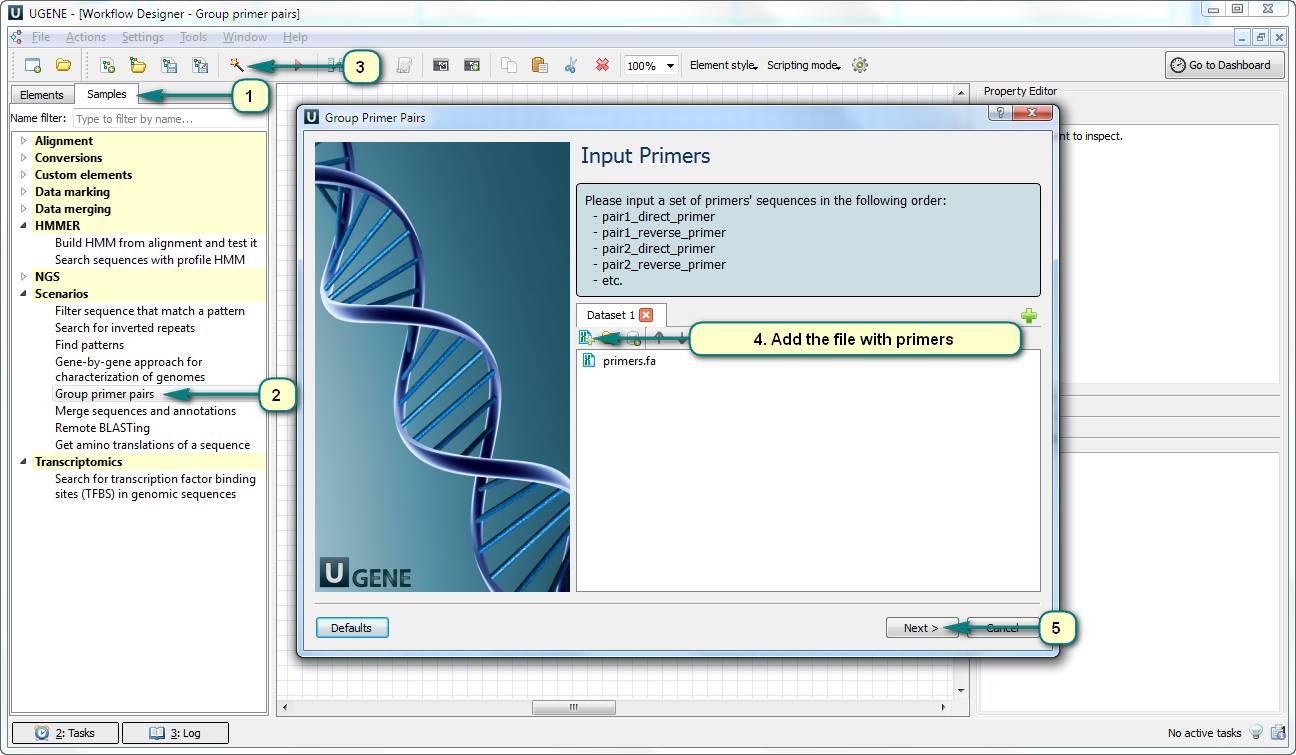 UGENE - [Workflow Designer - Group primer pairs]
File Actions Settings Tools Window Help
3
100% Element style Scripting mode Go to Dashboard
Elements Samples
1
Name filter: Type to filter by name...
Alignment
Conversions
Custom elements
Data marking
Data merging
HMMER
Build HMM from alignment and test it
Search sequences with profile HMM
NGS
Scenarios
Filter sequence that match a pattern
Search for inverted repeats
Find patterns
Gene-by-gene approach for
characterization of genomes
Group primer pairs
2
Merge sequences and annotations
Remote BLASTing
Get amino translations of a sequence
Transcriptomics
Search for transcription factor binding
sites (TFBS) in genomic sequences
Group Primer Pairs
Input Primers
Please input a set of primers' sequences in the following order:
- pair1_direct_primer
- pair1_reverse_primer
- pair2_direct_primer
- pair2_reverse_primer
- etc.
Dataset 1
4. Add the file with primers
primers.fa
U GENE
Defaults
Next >
Cancel
5
Property Editor
to inspect.
2: Tasks 3: Log
No active tasks